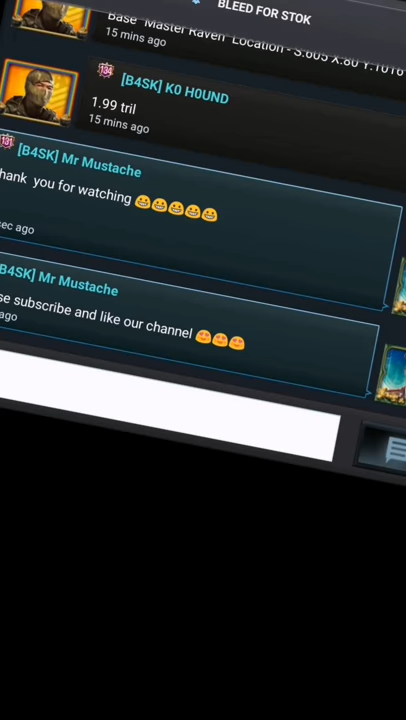 BLEED FOR STOK
Base "Master Raven" Location - S:605 X:80 Y:1016
15 mins ago
134
[B4SK] K0 H0UND
1.99 tril
15 mins ago
131
[B4SK] Mr Mustache
hank you for watching 😀😀😀😀😀
sec ago
B4SK] Mr Mustache
se subscribe and like our channel 😍😍😍
ago